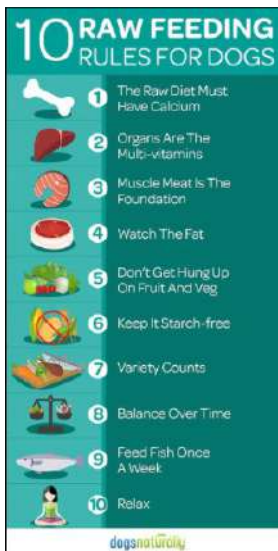 10 RAW FEEDING
RULES FOR DOGS
1 The Raw Diet Must
Have Calcium
2 Organs Are The
Multi-vitamins
3 Muscle Meat Is The
Foundation
4 Watch The Fat
5 Don't Get Hung Up
On Fruit And Veg
6 Keep It Starch-free
7 Variety Counts
8 Balance Over Time
9 Feed Fish Once
A Week
10 Relax
dogsnaturally